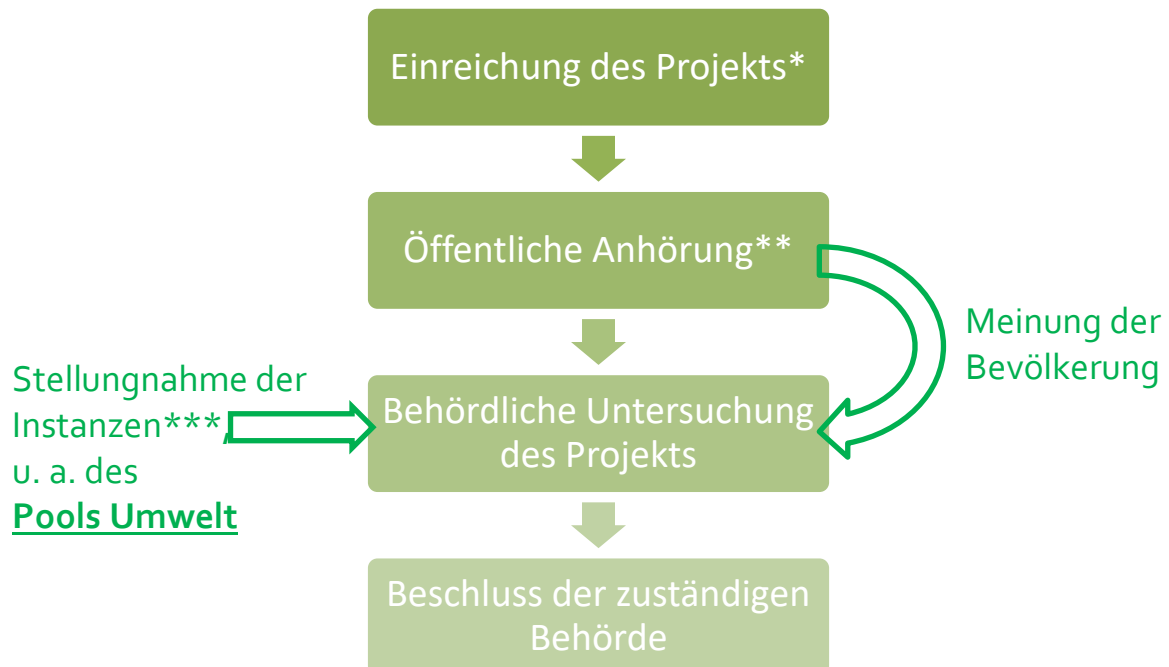 Einreichung des Projekts*
Öffentliche Anhörung**
Meinung der
Bevölkerung
Stellungnahme der
Instanzen***,
u. a. des
Pools Umwelt
Behördliche Untersuchung
des Projekts
Beschluss der zuständigen
Behörde